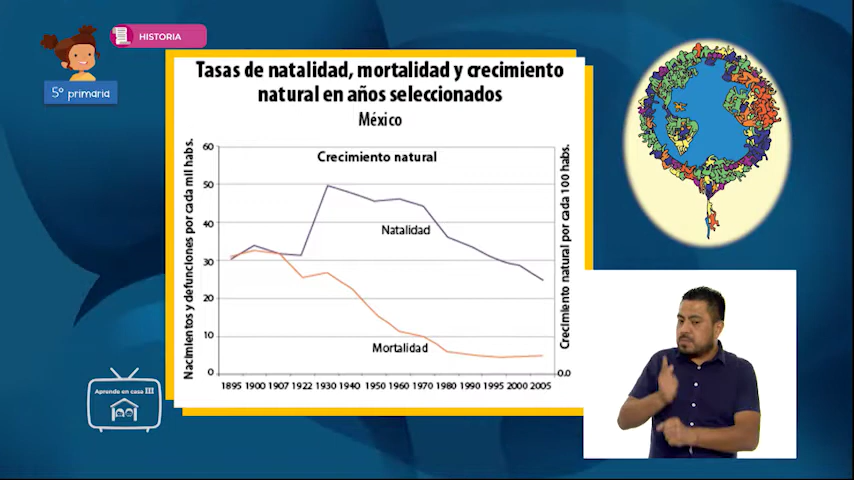 HISTORIA
5° primaria
Tasas de natalidad, mortalidad y crecimiento
natural en años seleccionados
México
Nacimientos y defunciones por cada mil habs.
Crecimiento natural por cada 100 habs.
Crecimiento natural
60
50
40
30
20
10
0
0.0
Natalidad
Mortalidad
1895 1900 1907 1922 1930 1940 1950 1960 1970 1980 1990 1995 2000 2005
Aprende en casa III